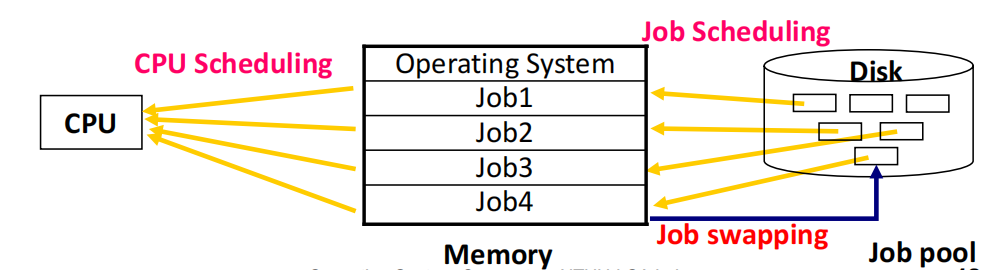 Job Scheduling
CPU Scheduling
Operating System
Disk
Job1
CPU
Job2
Job3
Job4
Job swapping
Memory
Job pool